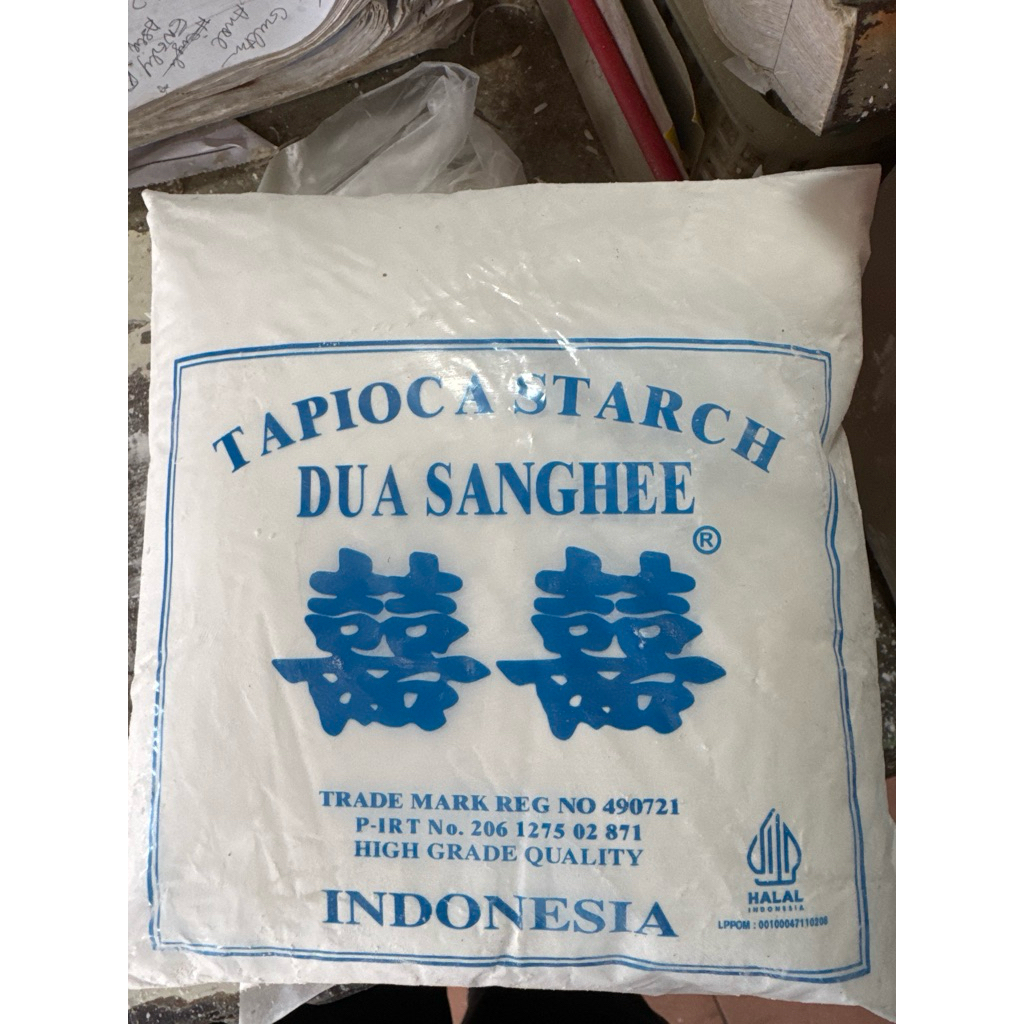 TAPIOCA STARCH
DUA SANGHEE
®
囍 囍
TRADE MARK REG NO 490721
P-IRT No. 206 1275 02 871
HIGH GRADE QUALITY
INDONESIA
HALAL
INDONESIA
LPPOM : 00100047110206